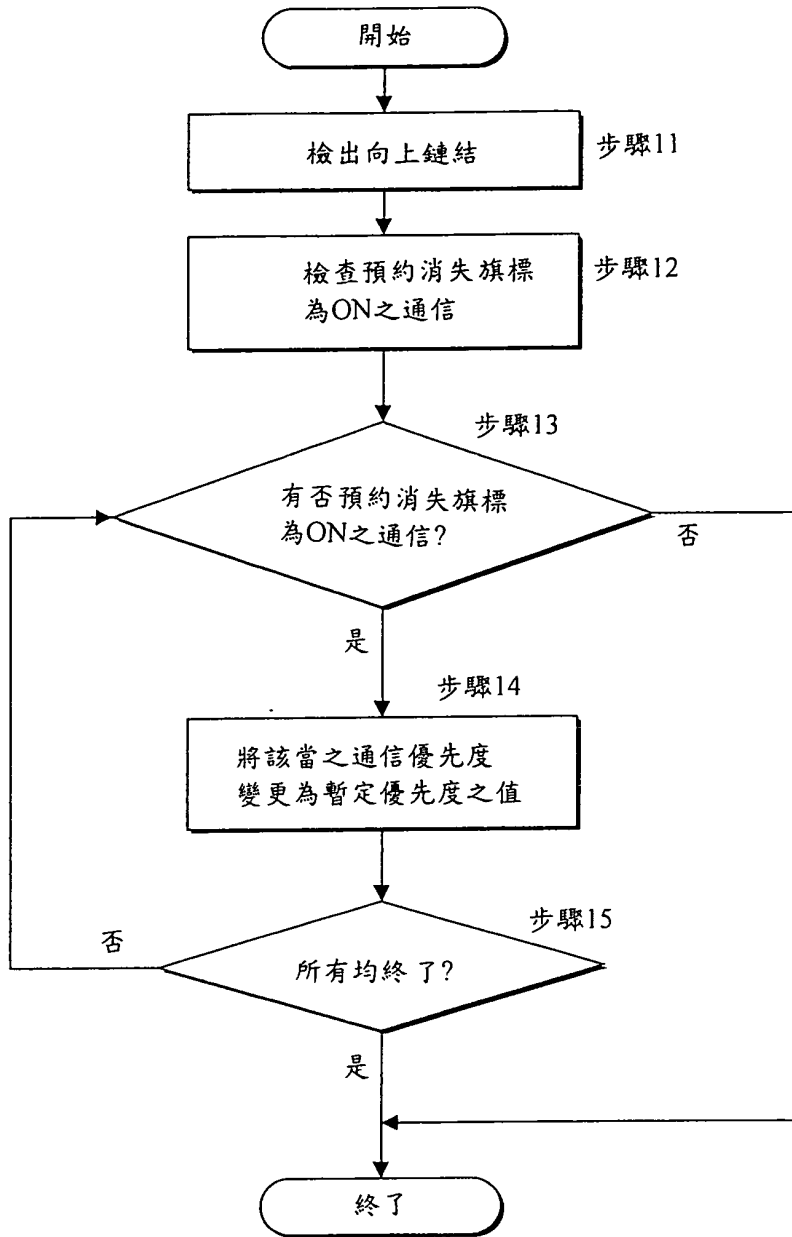 開始
檢出向上鏈結
步驟11
檢查預約消失旗標
為ON之通信
步驟12
步驟13
有否預約消失旗標
為ON之通信?
否
是
步驟14
將該當之通信優先度
變更為暫定優先度之值
步驟15
否
所有均終了?
是
終了